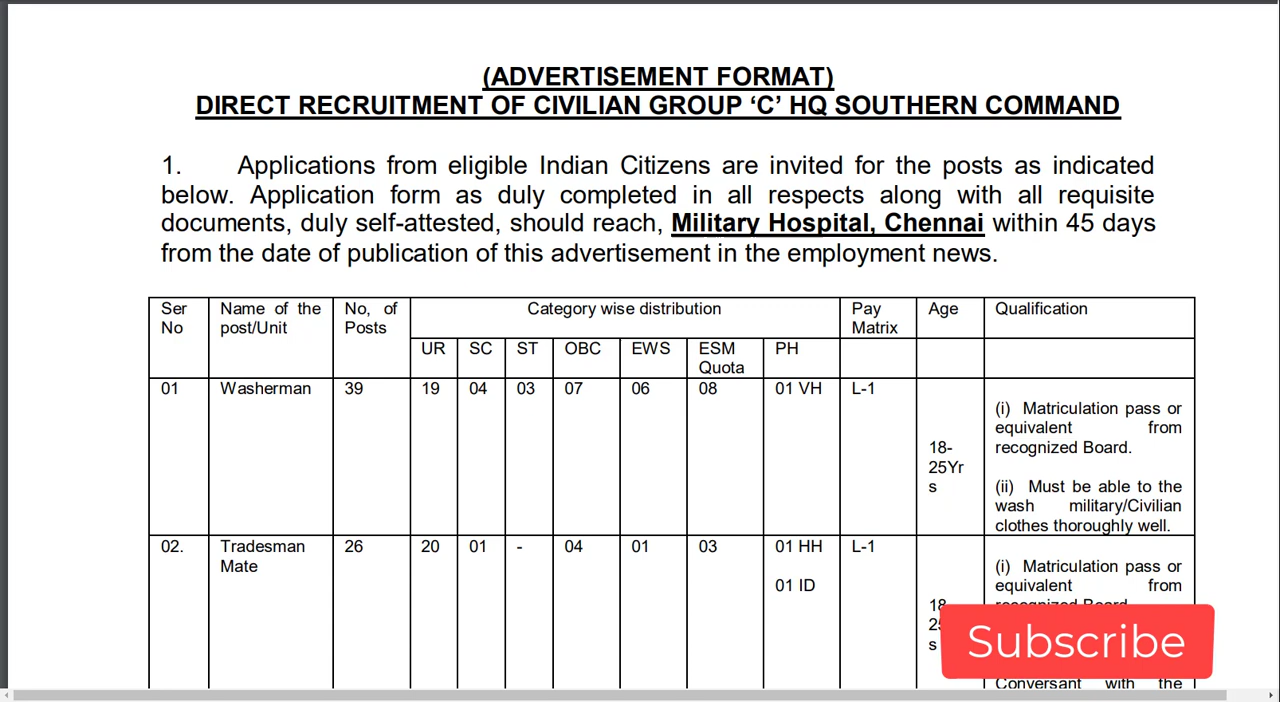 (ADVERTISEMENT FORMAT)
DIRECT RECRUITMENT OF CIVILIAN GROUP ‘C’ HQ SOUTHERN COMMAND
1. Applications from eligible Indian Citizens are invited for the posts as indicated
below. Application form as duly completed in all respects along with all requisite
documents, duly self-attested, should reach, Military Hospital, Chennai within 45 days
from the date of publication of this advertisement in the employment news.
Ser No Name of the post/Unit No, of Posts Category wise distribution Pay Matrix Age Qualification
UR SC ST OBC EWS ESM Quota PH
01 Washerman 39 19 04 03 07 06 08 01 VH L-1
18-
25Yr
s
(i) Matriculation pass or
equivalent from
recognized Board.
(ii) Must be able to the
wash military/Civilian
clothes thoroughly well.
02. Tradesman Mate 26 20 01 - 04 01 03 01 HH L-1
01 ID
18
s
(i) Matriculation pass or
equivalent from
recognized Board
Conversant with the
Subscribe